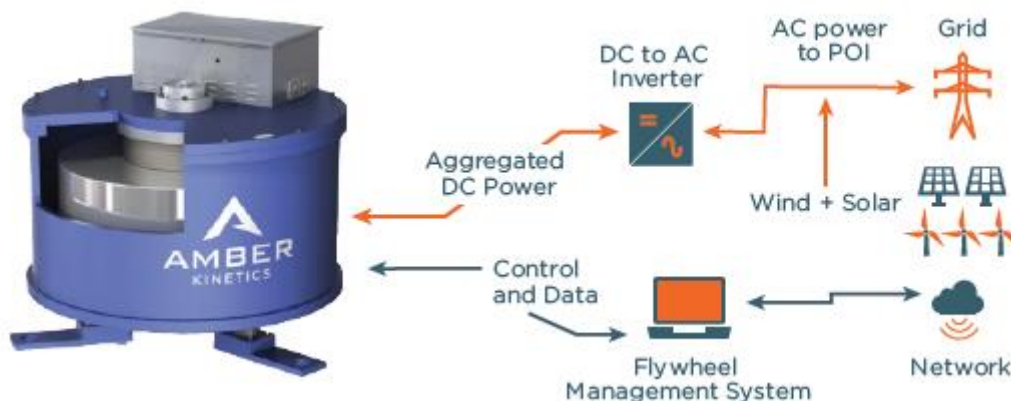 AMBER
KINETICS
Aggregated
DC Power
DC to AC
Inverter
AC power
to POI
Grid
Wind + Solar
Control
and Data
Flywheel
Management System
Network